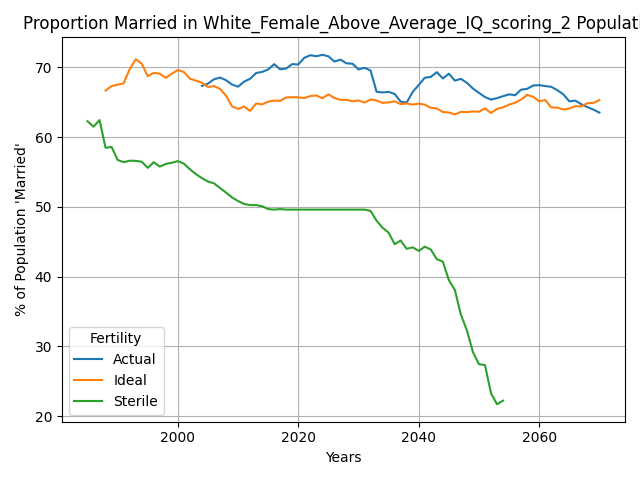 Proportion Married in White_Female_Above_Average_IQ_scoring_2 Populati
% of Population 'Married'
70
60
50
40
30
20
Fertility
Actual
Ideal
Sterile
2000 2020 2040 2060
Years